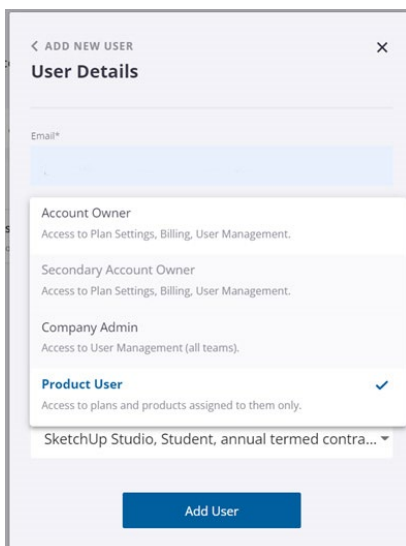 ADD NEW USER
User Details
Email*
Account Owner
Access to Plan Settings, Billing, User Management.
Secondary Account Owner
Access to Plan Settings, Billing, User Management.
Company Admin
Access to User Management (all teams).
Product User
Access to plans and products assigned to them only.
SketchUp Studio, Student, annual termed contra...
Add User